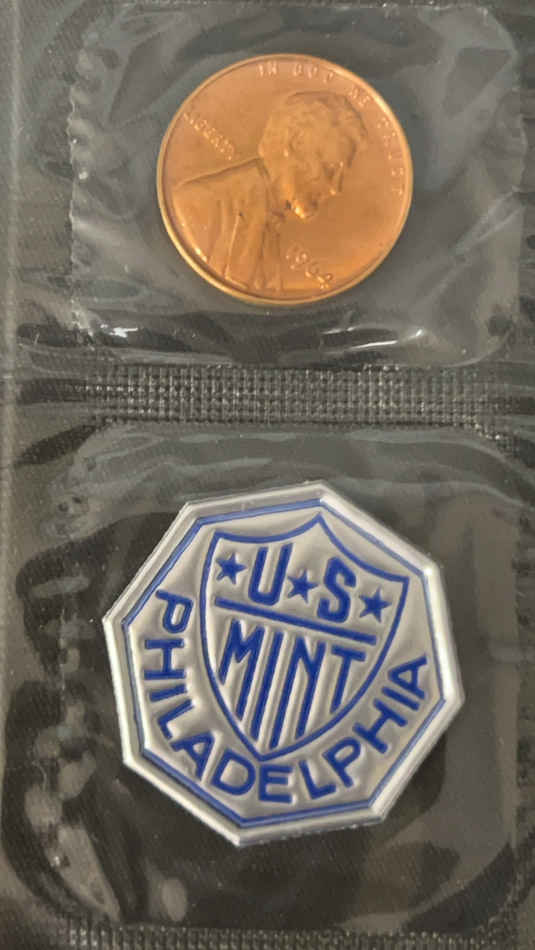 IN GOD WE TRUST
LIBERTY
1964
U★S
MINT
PHILADELPHIA